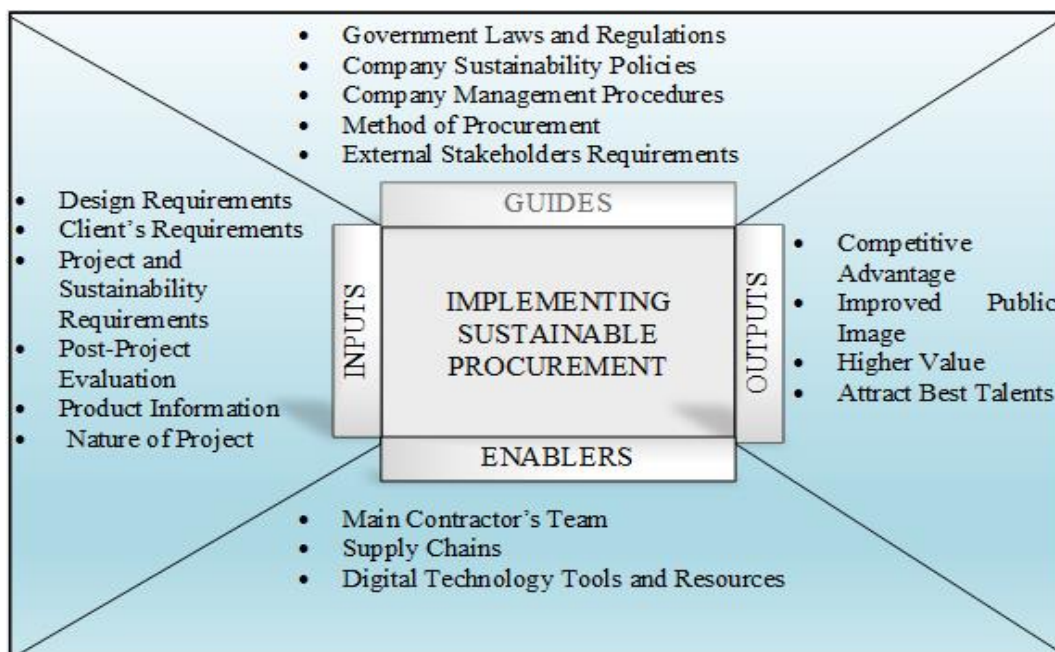 • Government Laws and Regulations
• Company Sustainability Policies
• Company Management Procedures
• Method of Procurement
• External Stakeholders Requirements
GUIDES
• Design Requirements
• Client's Requirements
• Project and
Sustainability
Requirements
• Post-Project
Evaluation
• Product Information
• Nature of Project
INPUTS
IMPLEMENTING
SUSTAINABLE
PROCUREMENT
OUTPUTS
• Competitive
Advantage
• Improved Public
Image
• Higher Value
• Attract Best Talents
ENABLERS
• Main Contractor's Team
• Supply Chains
• Digital Technology Tools and Resources